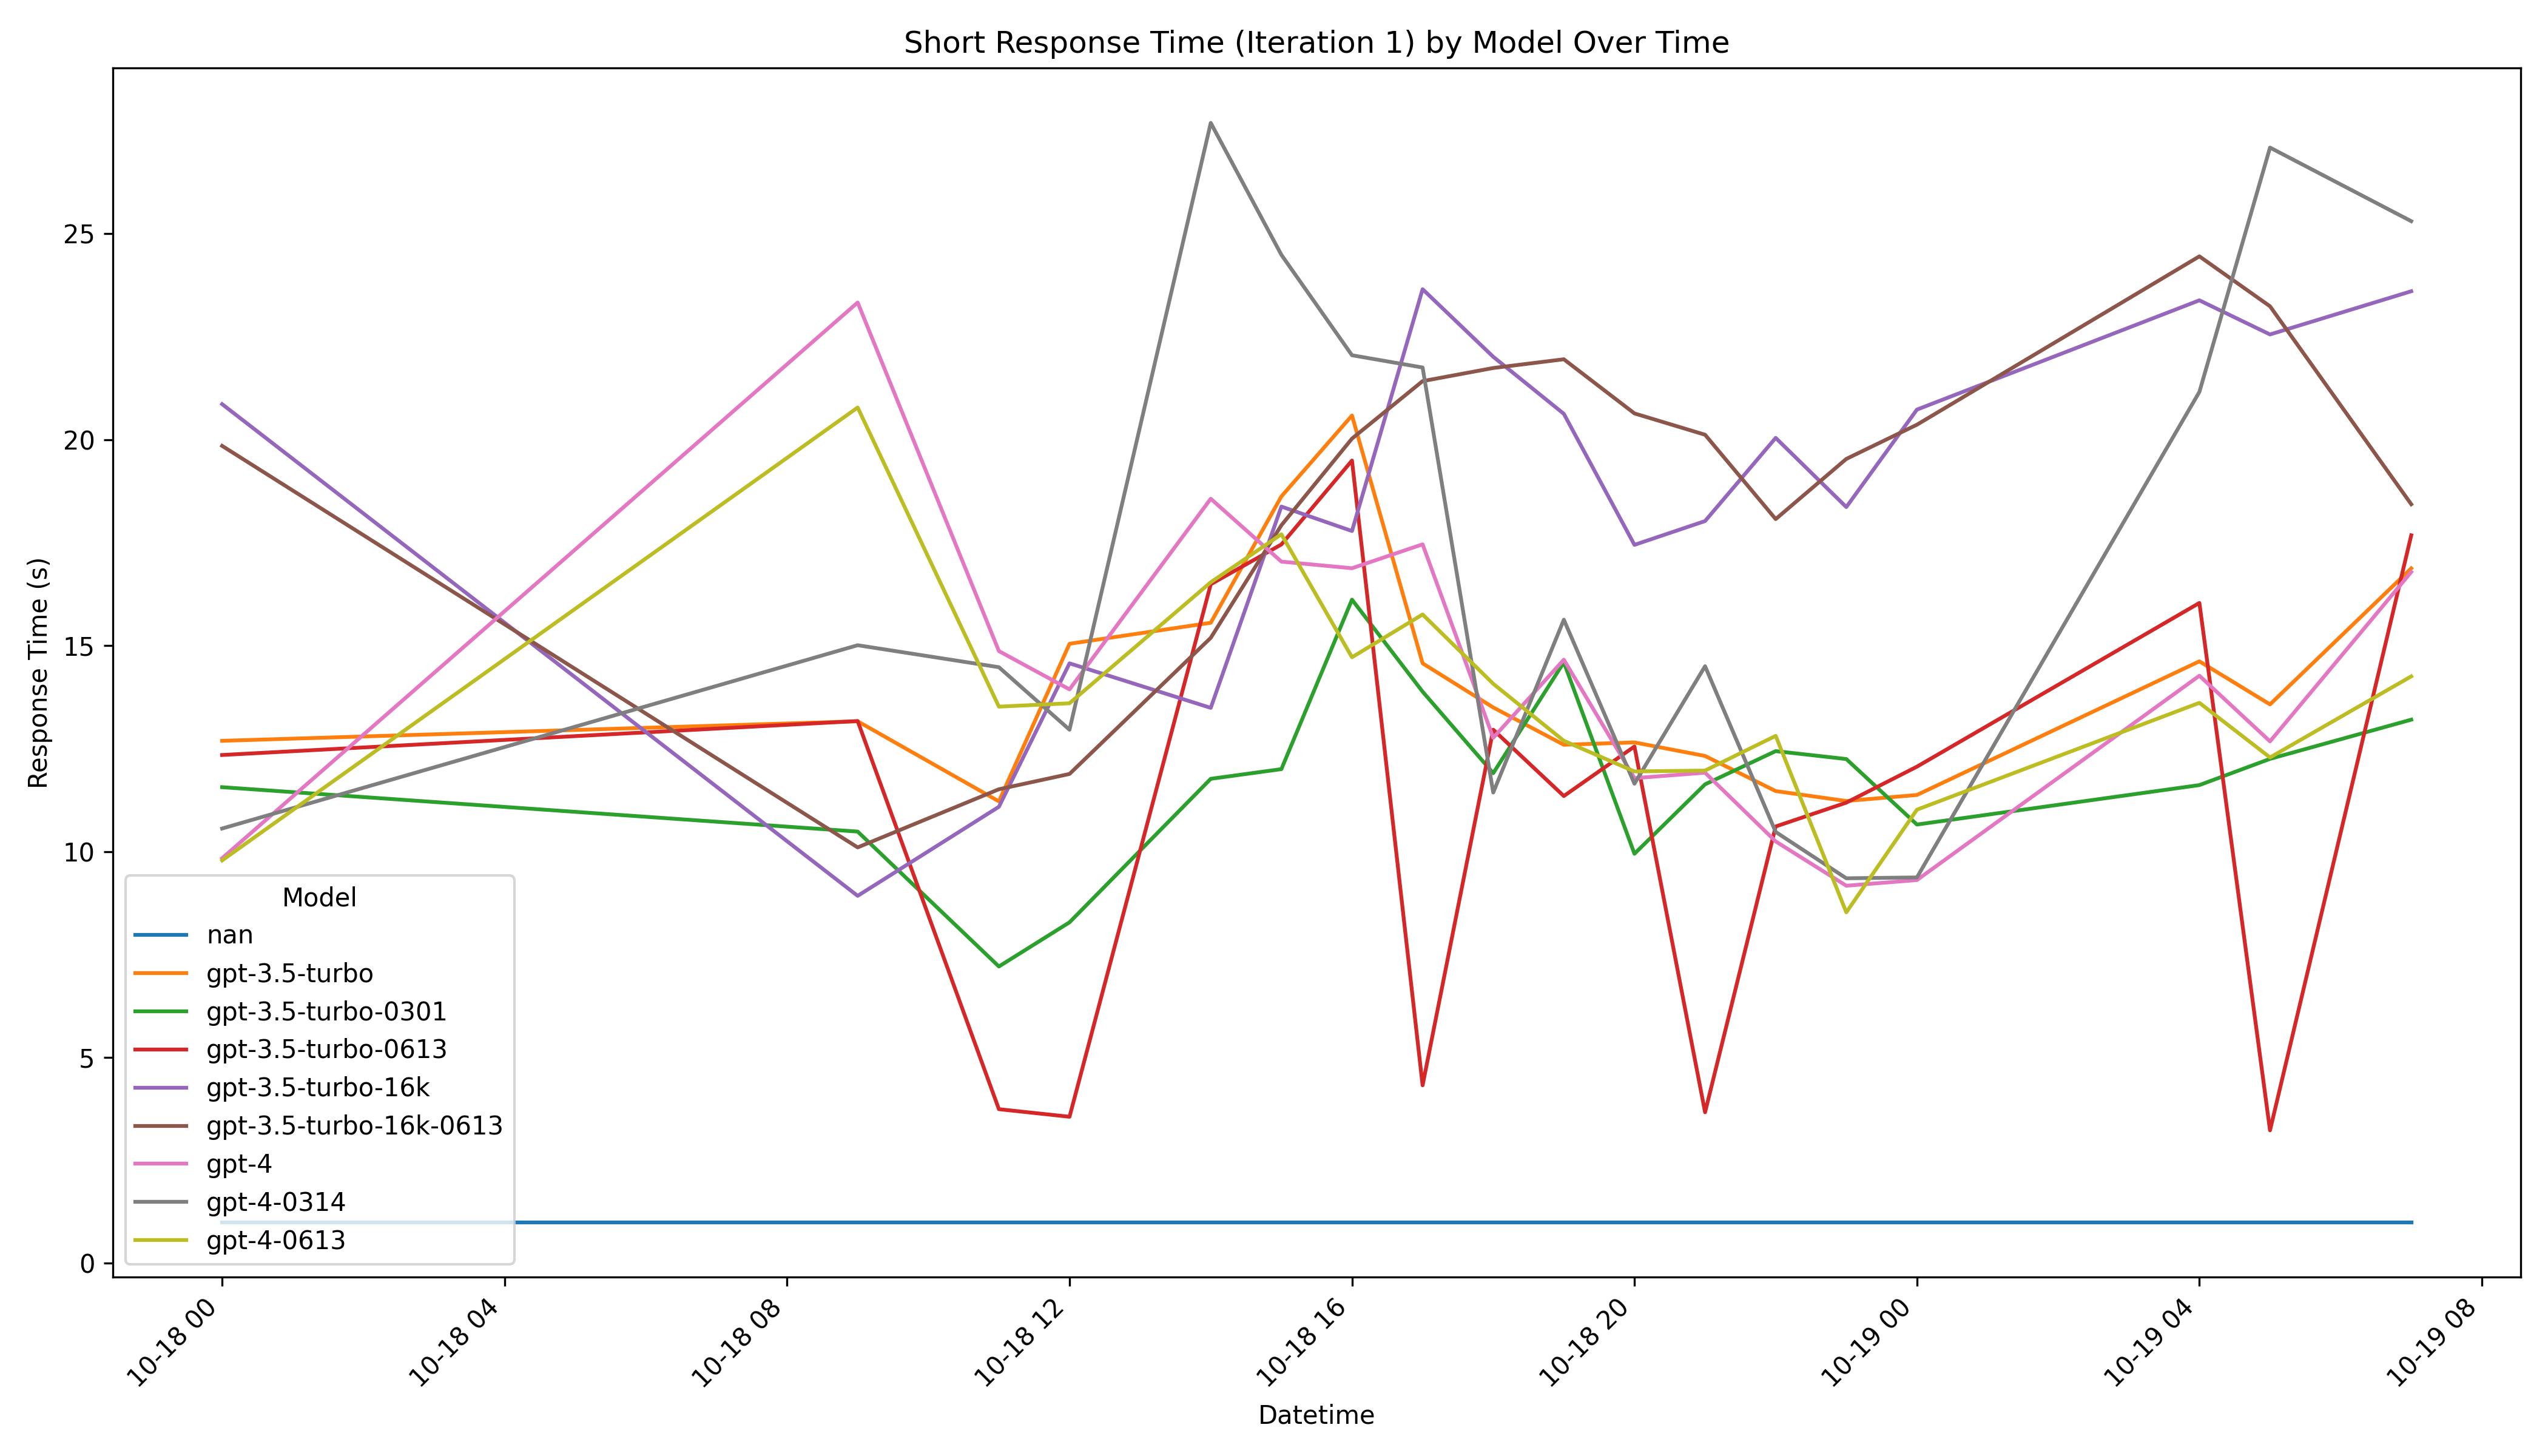 Short Response Time (Iteration 1) by Model Over Time
Response Time (s)
25
20
15
10
5
0
Model
nan
gpt-3.5-turbo
gpt-3.5-turbo-0301
gpt-3.5-turbo-0613
gpt-3.5-turbo-16k
gpt-3.5-turbo-16k-0613
gpt-4
gpt-4-0314
gpt-4-0613
10-18 00
10-18 04
10-18 08
10-18 12
10-18 16
10-18 20
10-19 00
10-19 04
10-19 08
Datetime